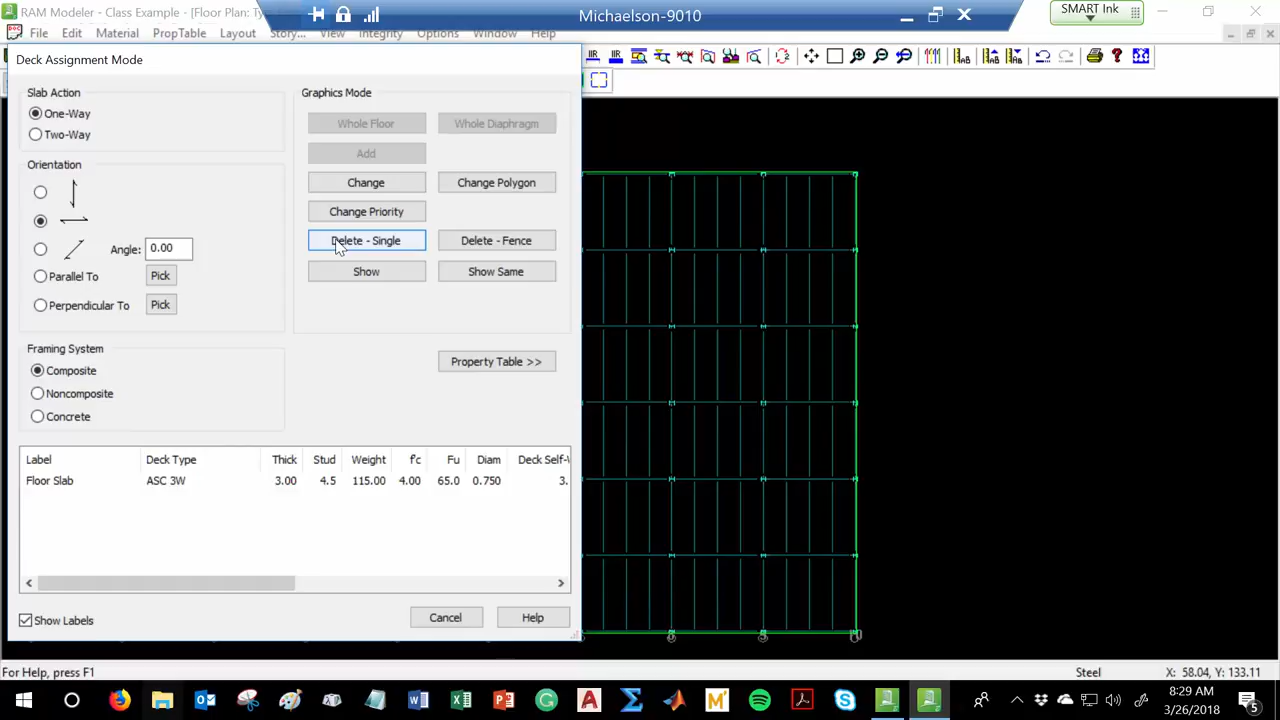 RAM Modeler - Class Example - [Floor Plan: Ty
Michaelson-9010
SMART Ink
File Edit Material PropTable Layout Story... View Integrity Options Window Help
Deck Assignment Mode
Slab Action
One-Way
Two-Way
Orientation
Angle: 0.00
Parallel To Pick
Perpendicular To Pick
Framing System
Composite
Noncomposite
Concrete
Graphics Mode
Whole Floor Whole Diaphragm
Add
Change Change Polygon
Change Priority
Delete - Single Delete - Fence
Show Show Same
Property Table >>
Label Deck Type Thick Stud Weight f'c Fu Diam Deck Self-W
Floor Slab ASC 3W 3.00 4.5 115.00 4.00 65.0 0.750 3.
Show Labels Cancel Help
For Help, press F1 Steel X: 58.04, Y: 133.11
8:29 AM
3/26/2018
5